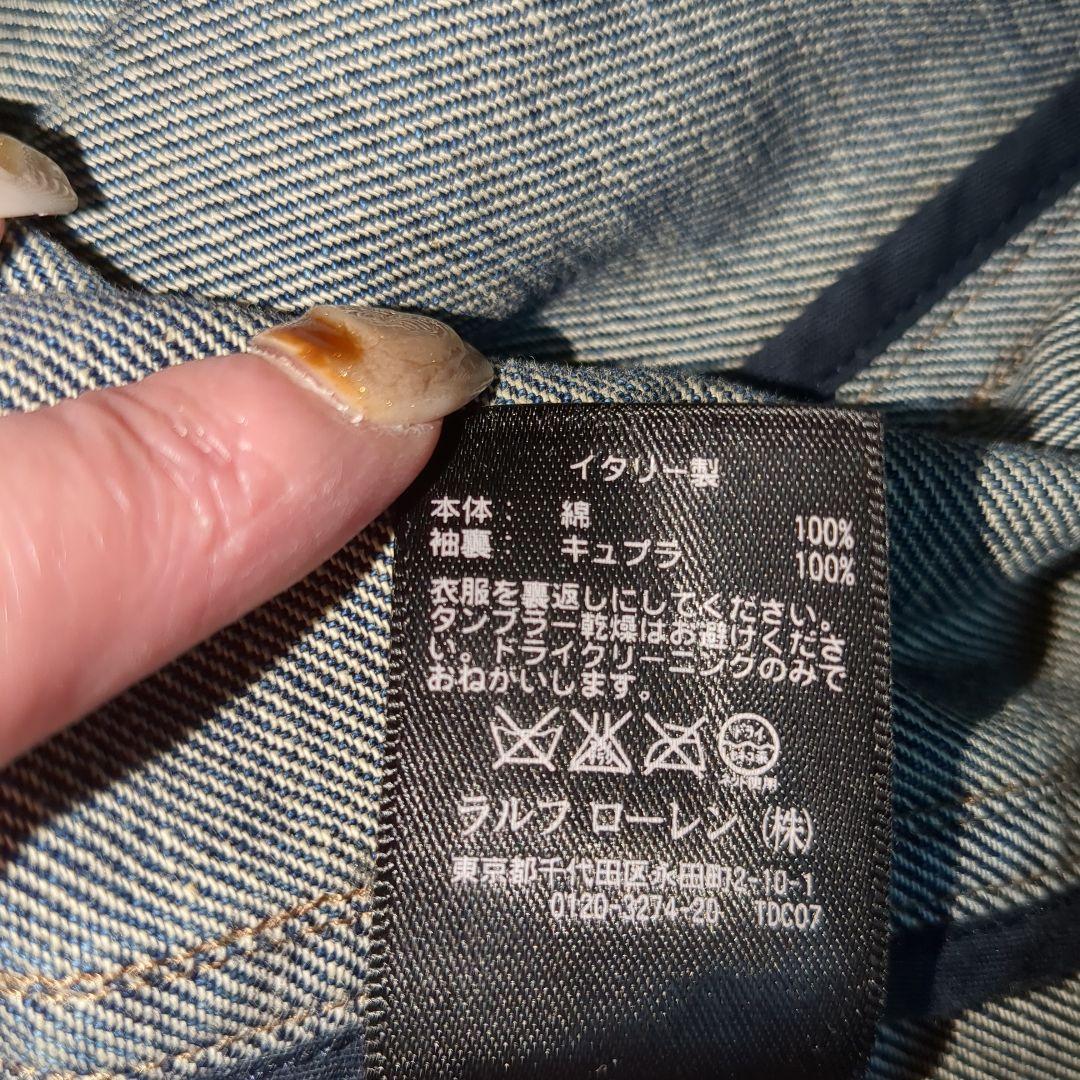 イタリー製
本体： 綿 100%
袖裏： キュプラ 100%
衣服を裏返しにしてください。
タンブラー乾燥はお避けくださ
い。ドライクリーニングのみで
おねがいします。
ドライ
ラルフ ローレン (株)
東京都千代田区永田町2-10-1
0120-3274-20 TDC07